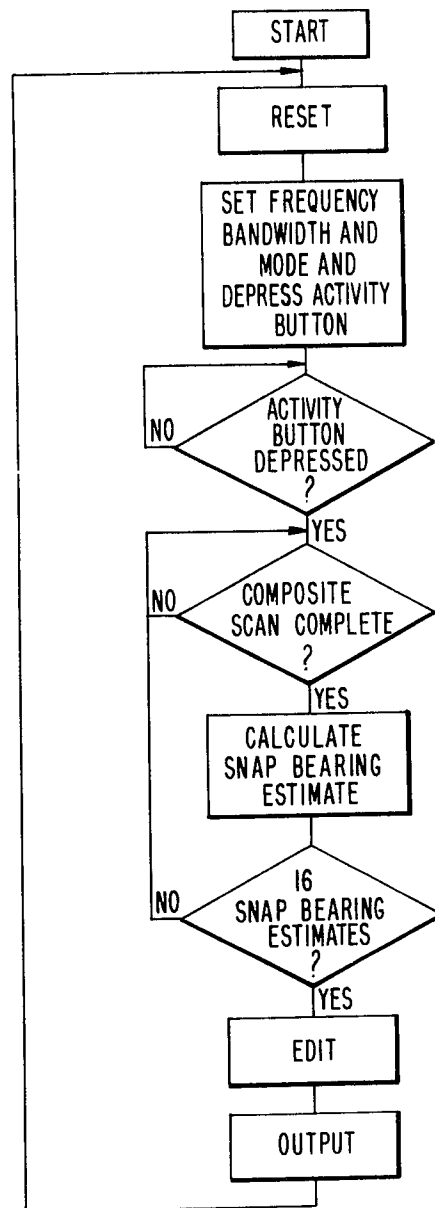 START
RESET
SET FREQUENCY
BANDWIDTH AND
MODE AND
DEPRESS ACTIVITY
BUTTON
ACTIVITY
BUTTON
DEPRESSED
?
NO
YES
COMPOSITE
SCAN COMPLETE
?
NO
YES
CALCULATE
SNAP BEARING
ESTIMATE
16
SNAP BEARING
ESTIMATES
?
NO
YES
EDIT
OUTPUT